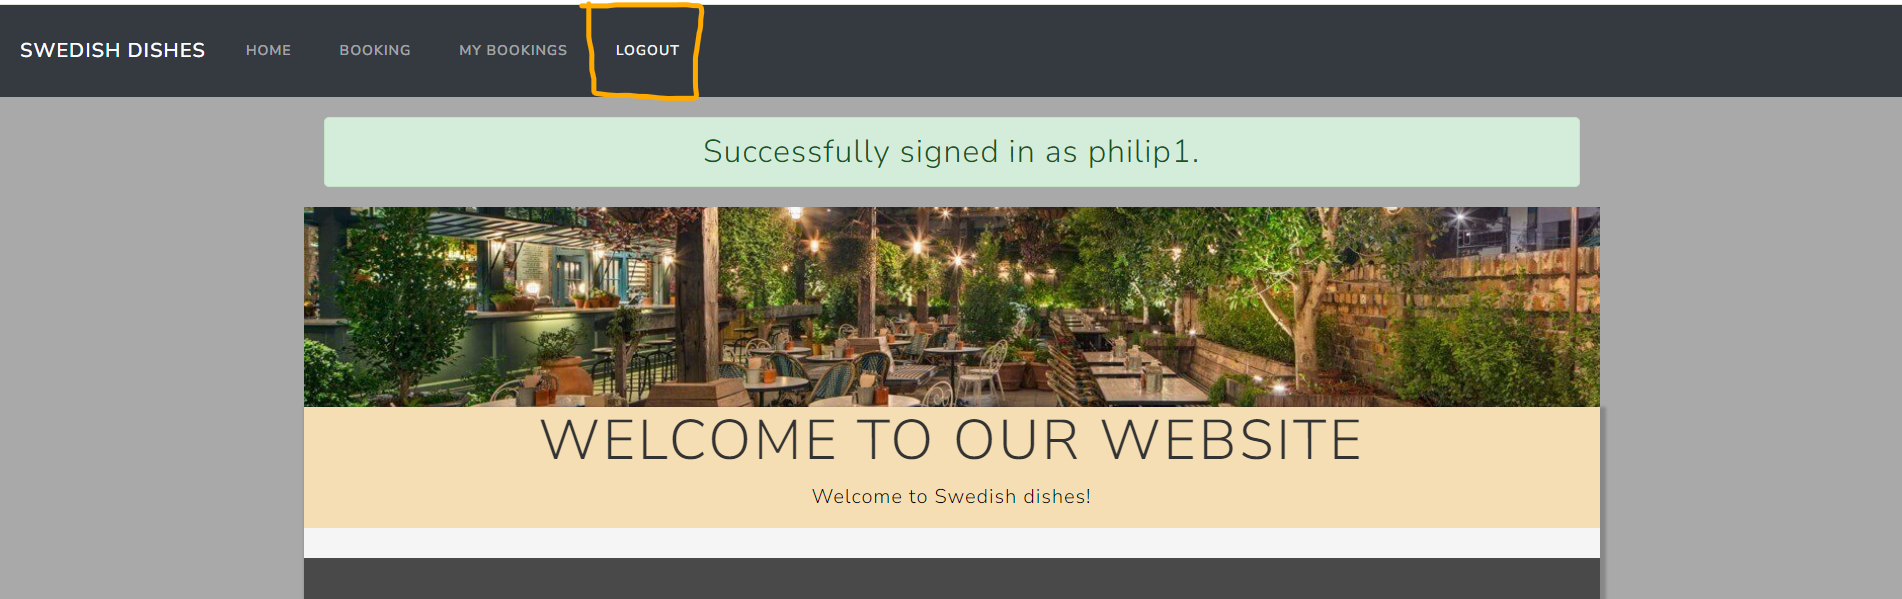 SWEDISH DISHES HOME BOOKING MY BOOKINGS LOGOUT
Successfully signed in as philip1.
WELCOME TO OUR WEBSITE
Welcome to Swedish dishes!